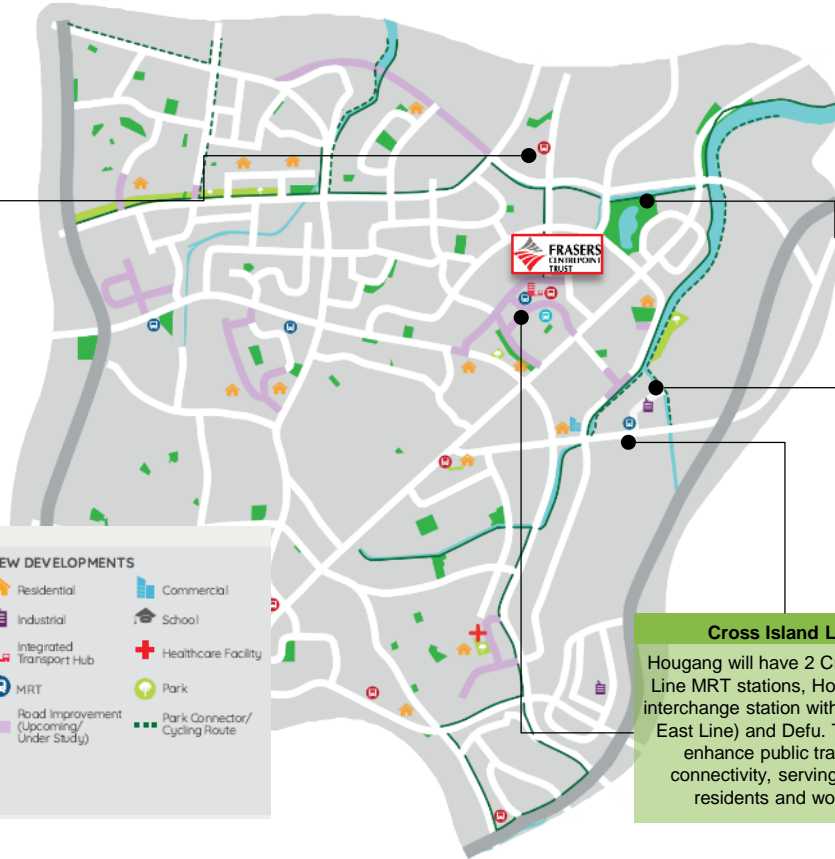 FRASERS
CENTREPOINT
TRUST
EW DEVELOPMENTS
Residential
Commercial
Industrial
School
Integrated
Transport Hub
Healthcare Facility
MRT
Park
Road Improvement
(Upcoming/
Under Study)
Park Connector/
Cycling Route
Cross Island L
Hougang will have 2 C
Line MRT stations, Ho
interchange station with
East Line) and Defu. T
enhance public tra
connectivity, serving
residents and wo